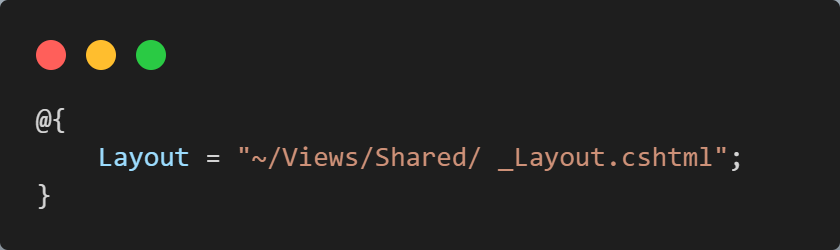 @{
    Layout = "~/Views/Shared/ _Layout.cshtml";
}